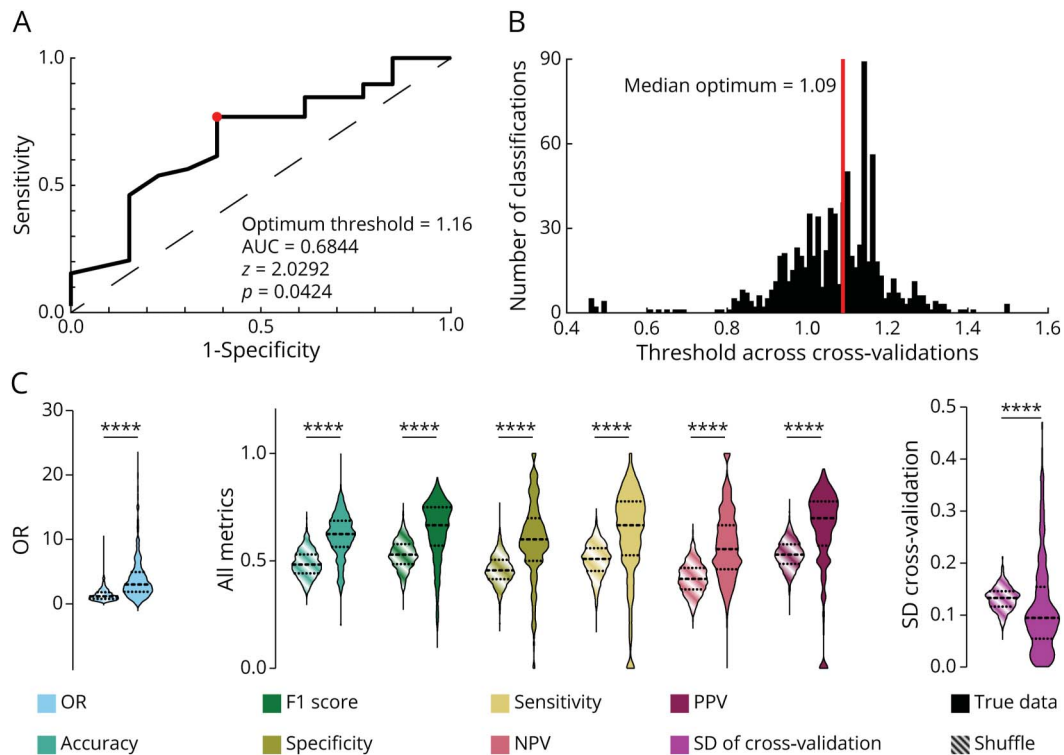 A
1.0
0.5
0.0
Sensitivity
Optimum threshold = 1.16
AUC = 0.6844
z = 2.0292
p = 0.0424
0.0
0.5
1.0
1-Specificity
B
90
60
30
0
Number of classifications
Median optimum = 1.09
0.4
0.6
0.8
1.0
1.2
1.4
1.6
Threshold across cross-validations
C
30
20
10
0
OR
****
1.0
0.5
0.0
All metrics
**** **** **** **** **** ****
0.5
0.4
0.3
0.2
0.1
0.0
SD cross-validation
****
OR
F1 score
Sensitivity
PPV
True data
Accuracy
Specificity
NPV
SD of cross-validation
Shuffle